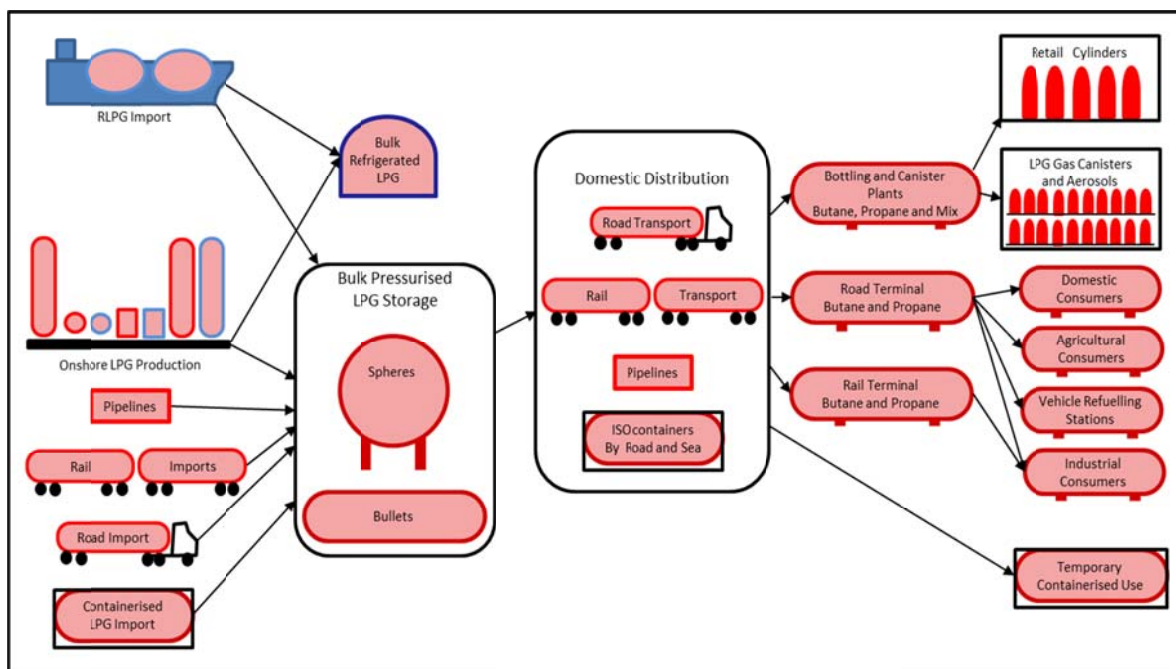 RLPG Import
Onshore LPG Production
Pipelines
Rail
Imports
Road Import
Containerised
LPG Import
Bulk
Refrigerated
LPG
Bulk Pressurised
LPG Storage
Spheres
Bullets
Domestic Distribution
Road Transport
Rail
Transport
Pipelines
ISOcontainers
By Road and Sea
Bottling and Canister
Plants
Butane, Propane and Mix
Road Terminal
Butane and Propane
Rail Terminal
Butane and Propane
Retail Cylinders
LPG Gas Canisters
and Aerosols
Domestic
Consumers
Agricultural
Consumers
Vehicle Refuelling
Stations
Industrial
Consumers
Temporary
Containerised Use